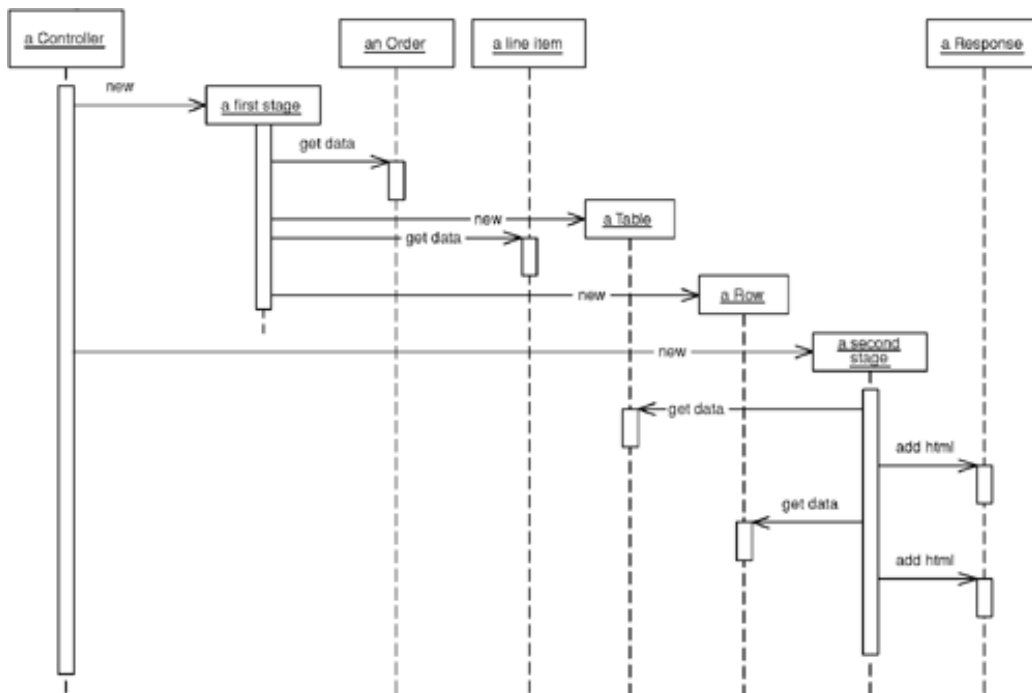 a Controller
an Order
a line item
a Response
new
a first stage
get data
new
a Table
get data
new
a Row
new
a second
stage
get data
add html
get data
add html